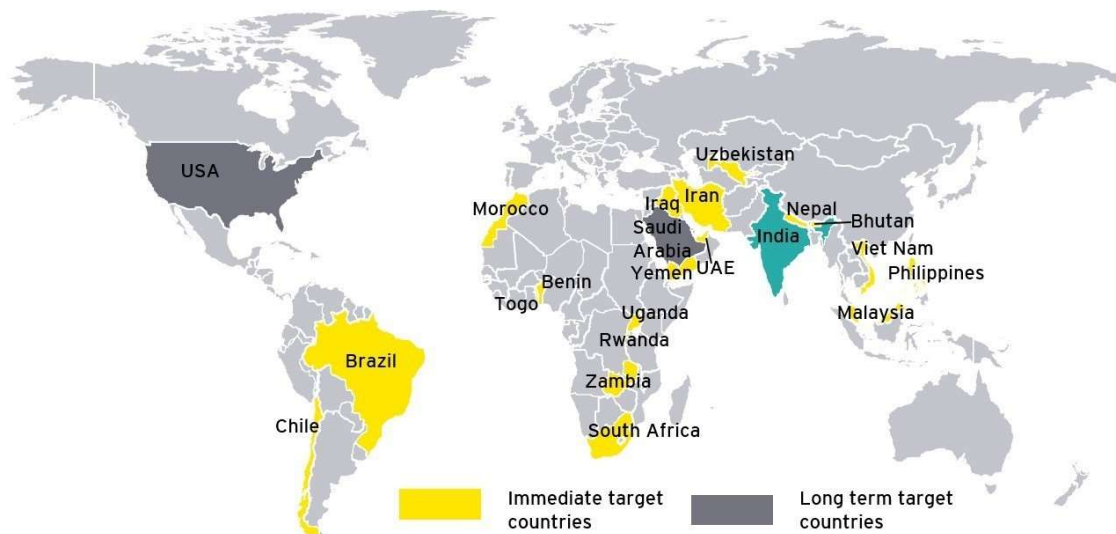 USA
Uzbekistan
Iraq
Iran
Morocco
Nepal
Bhutan
Saudi
Arabia
India
Viet Nam
Yemen
UAE
Philippines
Benin
Togo
Uganda
Malaysia
Rwanda
Brazil
Zambia
Chile
South Africa
Immediate target
countries
Long term target
countries